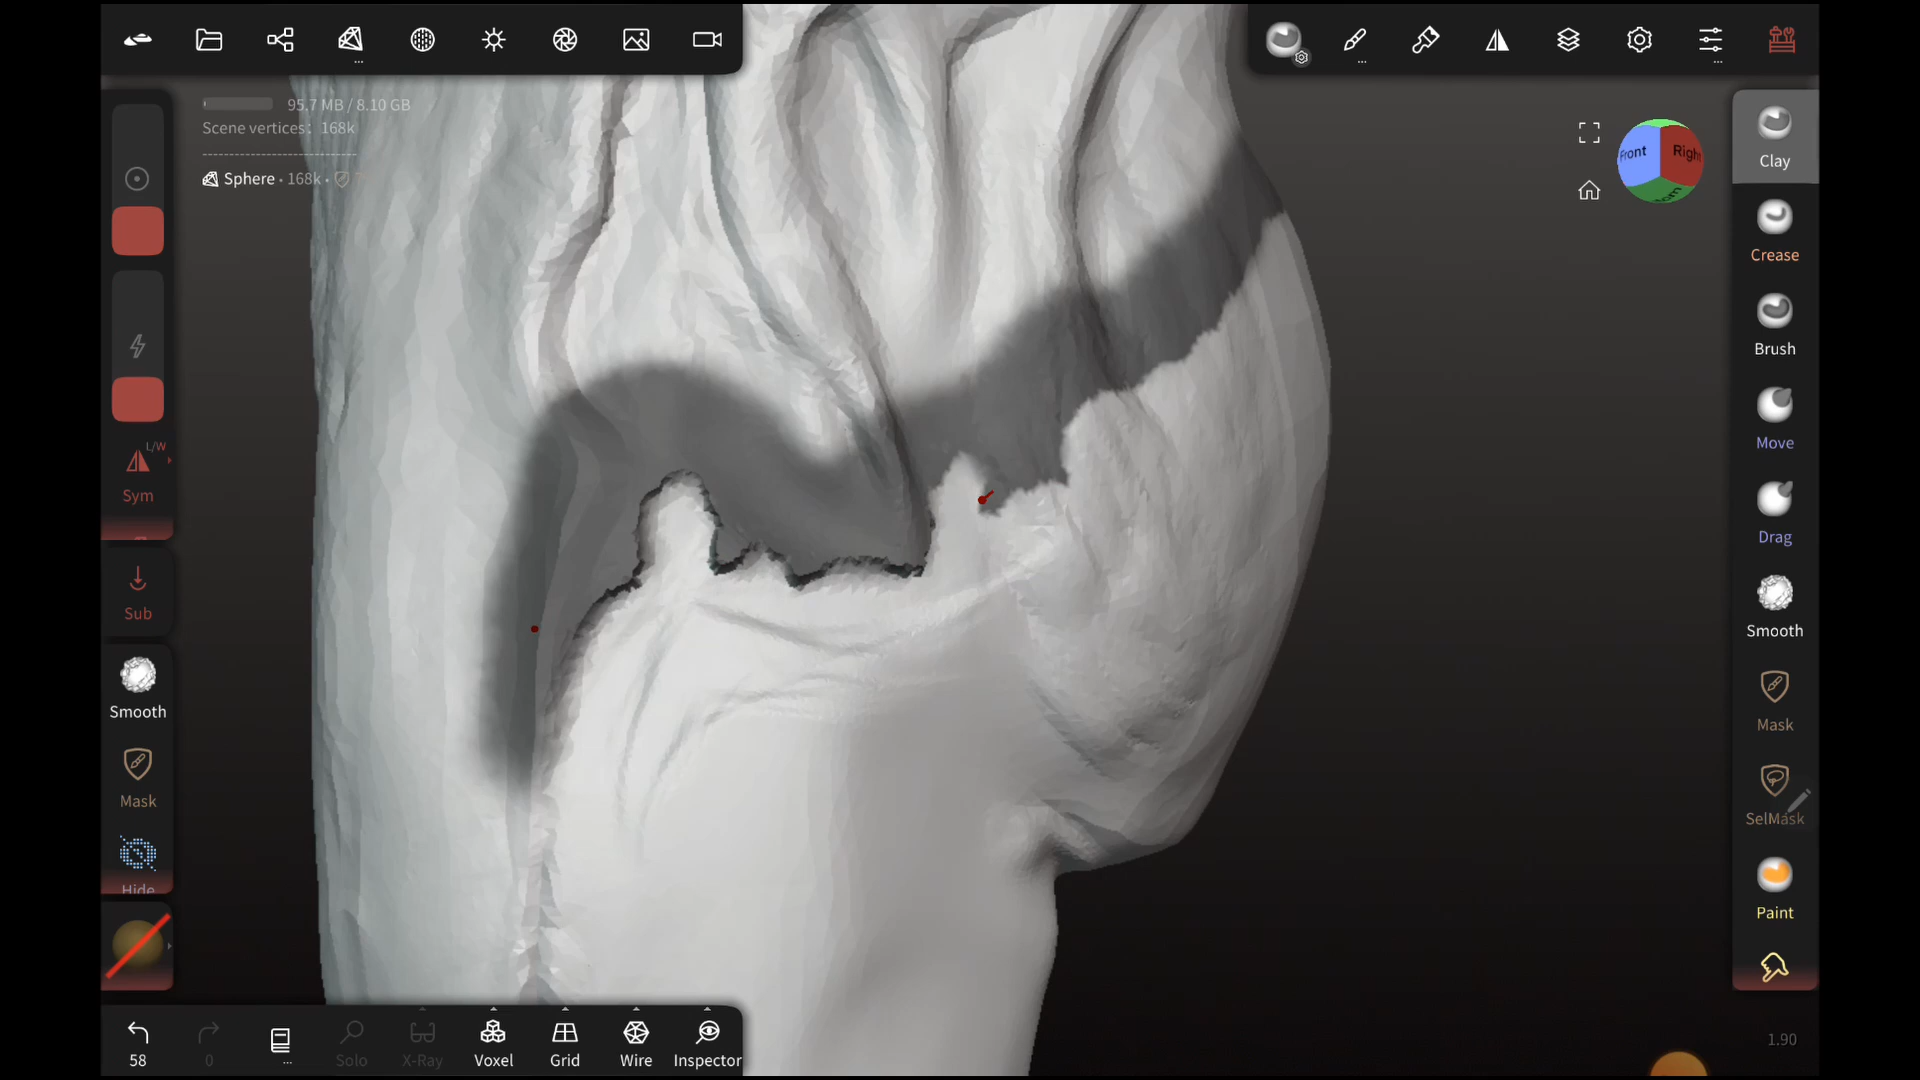 95.7 MB / 8.10 GB
Scene vertices: 168k
Sphere • 168k •
Front
Right
L/W
Sym
Sub
Smooth
Mask
Hide
Clay
Crease
Brush
Move
Drag
Smooth
Mask
SelMask
Paint
58
0
Solo
X-Ray
Voxel
Grid
Wire
Inspector
1.90